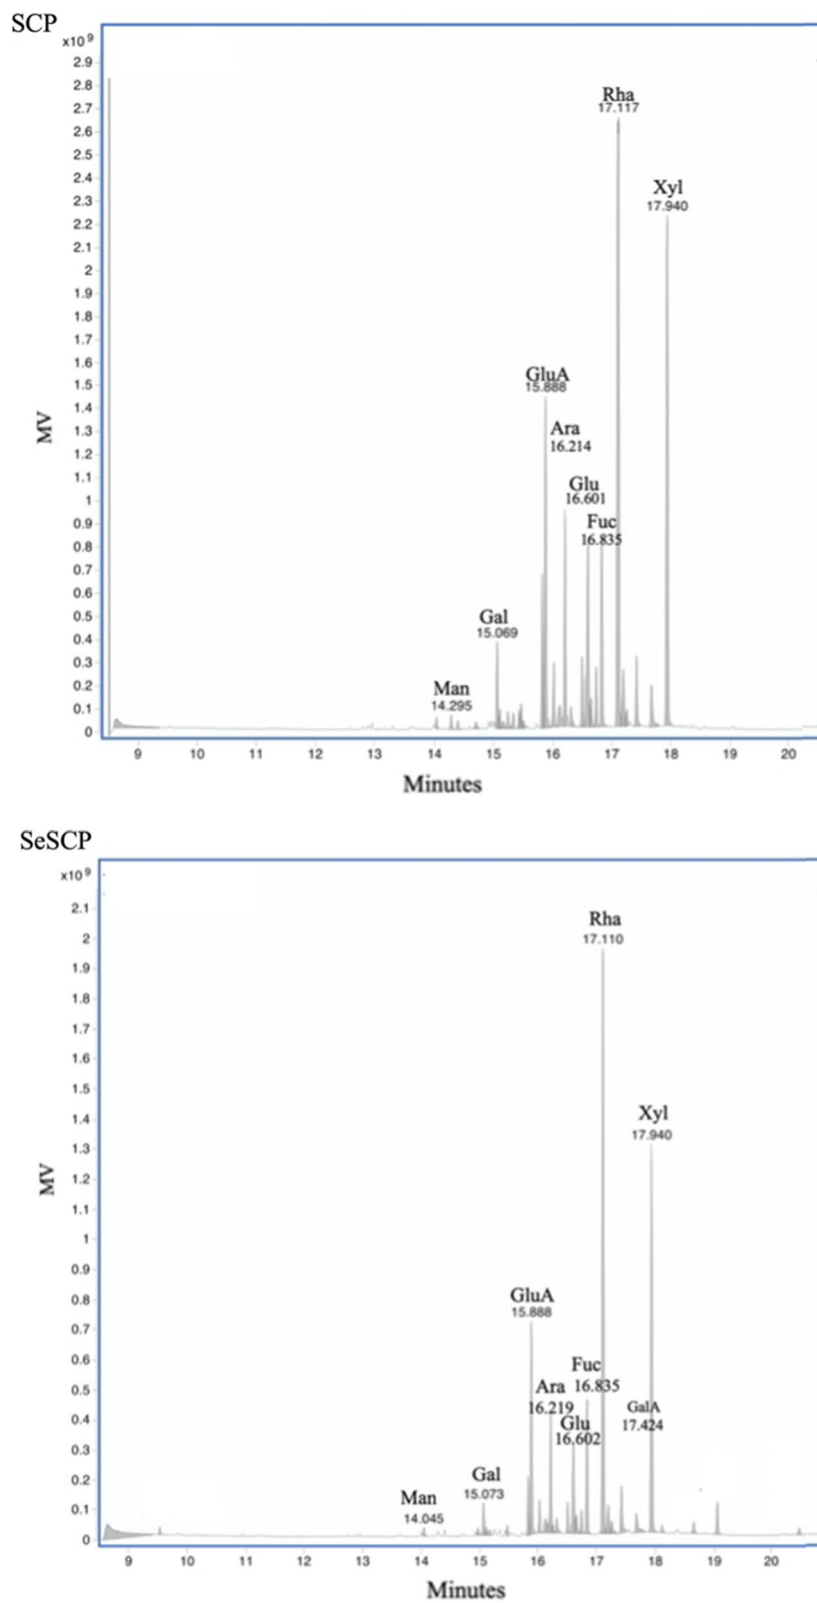 SCP
x10 9
2.9
2.8
2.7
2.6
2.5
2.4
2.3
2.2
2.1
2
1.9
1.8
1.7
1.6
1.5
1.4
1.3
1.2
1.1
1
0.9
0.8
0.7
0.6
0.5
0.4
0.3
0.2
0.1
0
MV
Rha
17.117
Xyl
17.940
GluA
15.888
Ara
16.214
Glu
16.601
Fuc
16.835
Gal
15.069
Man
14.295
9 10 11 12 13 14 15 16 17 18 19 20
Minutes
SeSCP
x10 9
2.1
2
1.9
1.8
1.7
1.6
1.5
1.4
1.3
1.2
1.1
1
0.9
0.8
0.7
0.6
0.5
0.4
0.3
0.2
0.1
0
MV
Rha
17.110
Xyl
17.940
GluA
15.888
Fuc
16.835
Ara
16.219
GalA
17.424
Glu
16.602
Gal
15.073
Man
14.045
9 10 11 12 13 14 15 16 17 18 19 20
Minutes